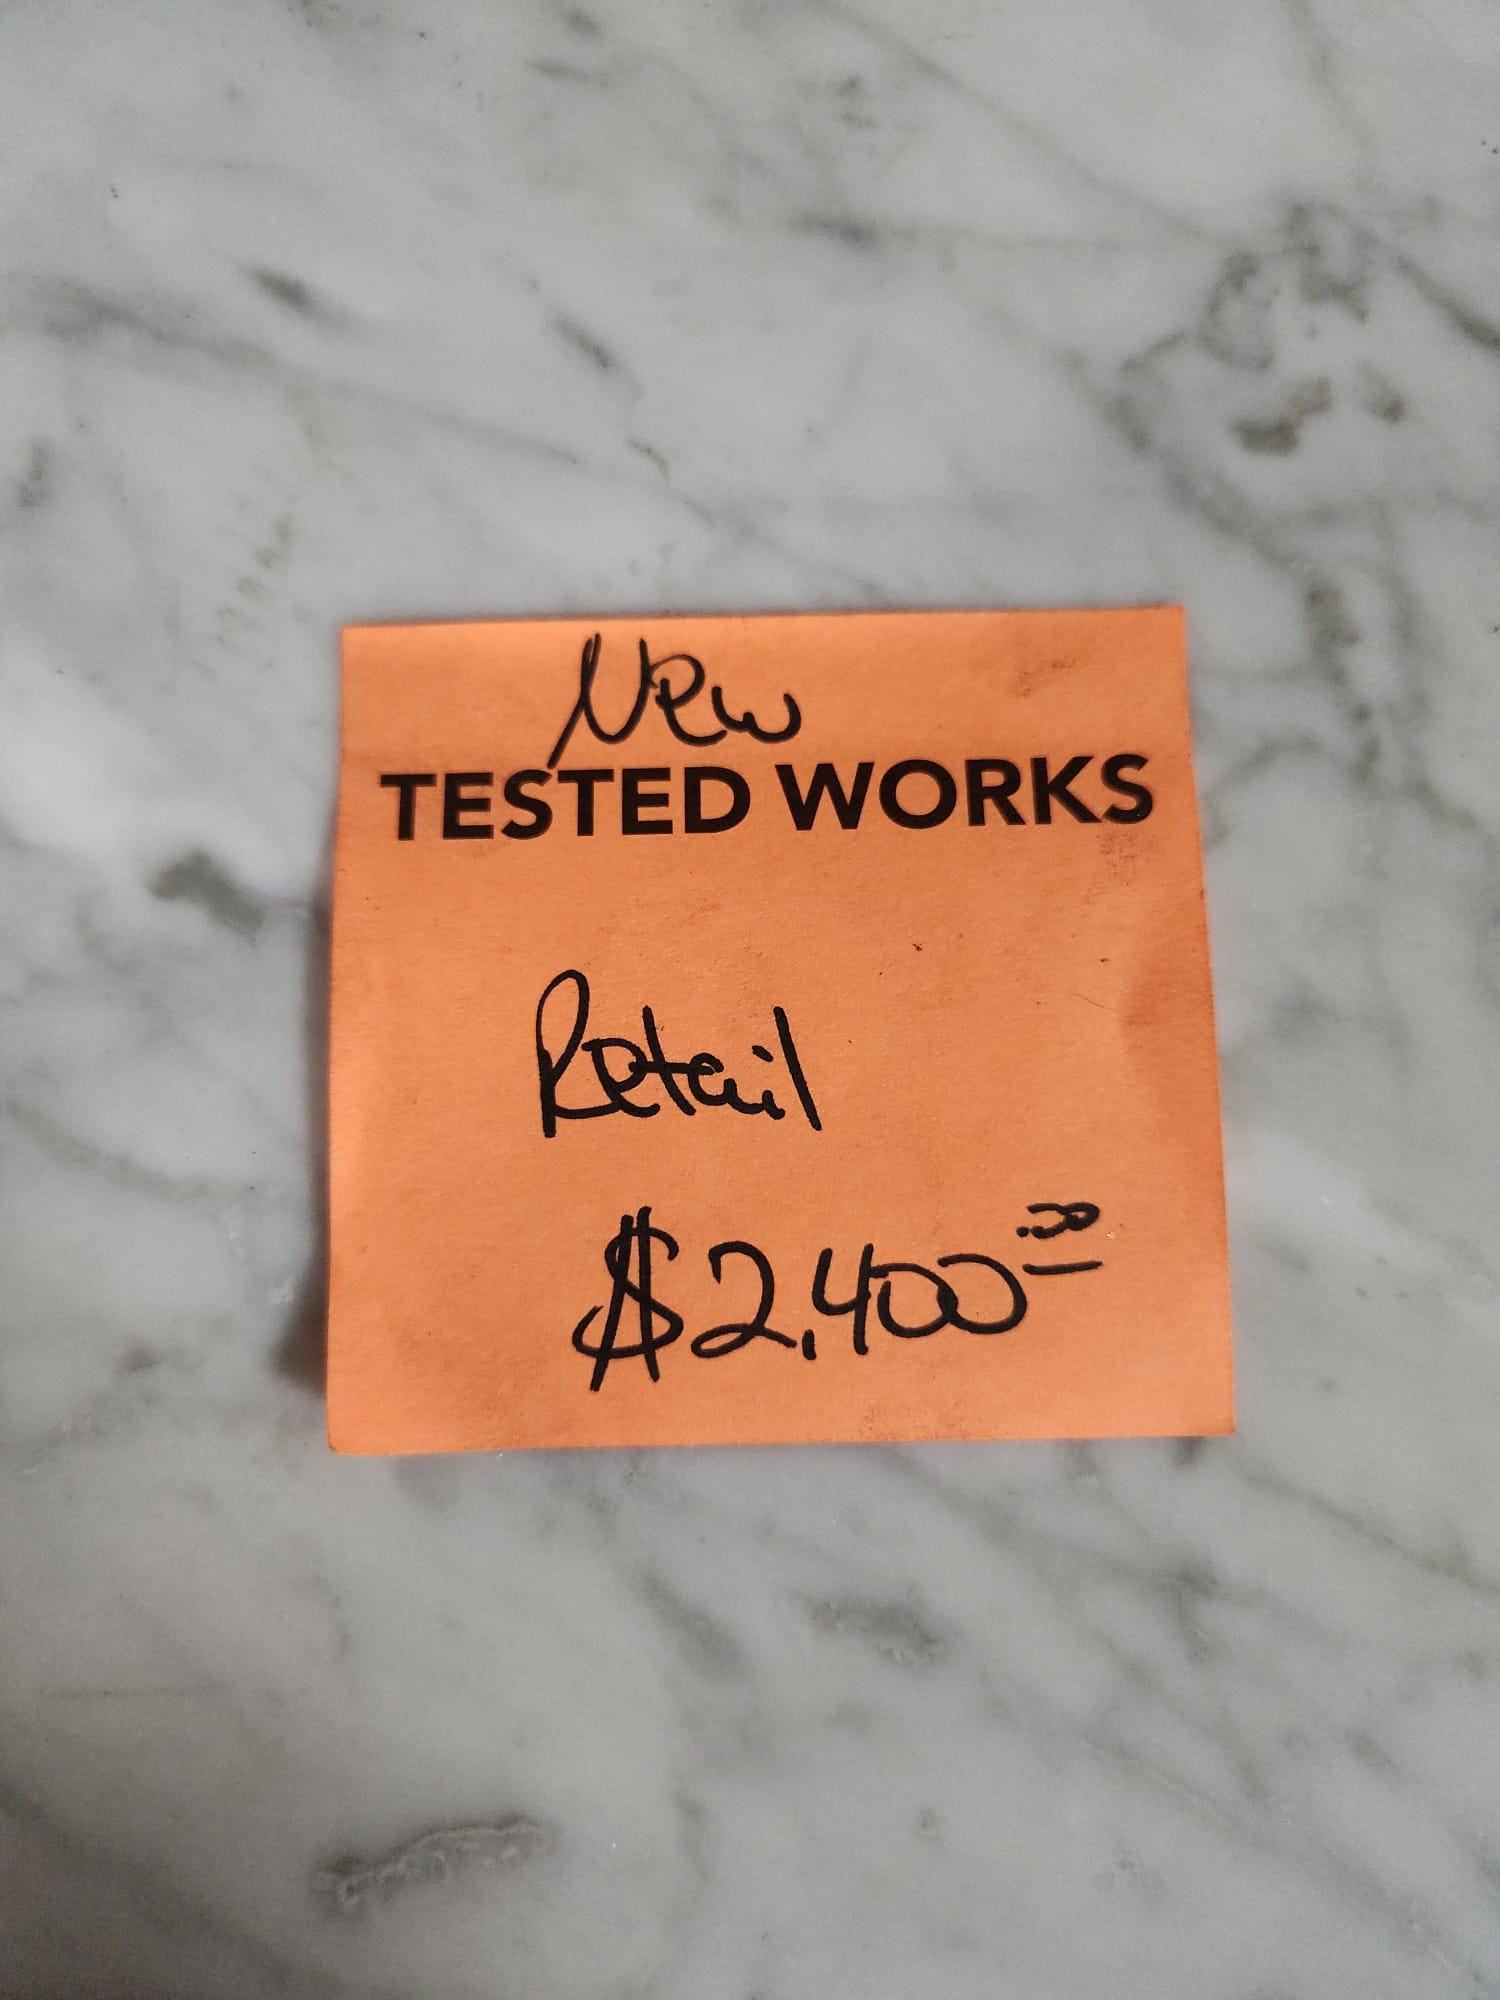 New
TESTED WORKS
Retail
$2,400.00